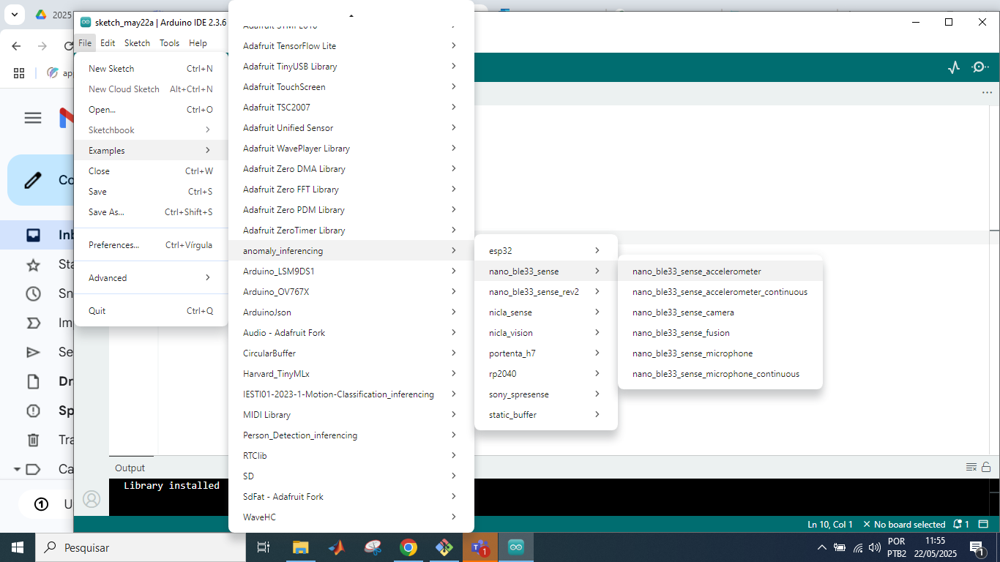 2025
sketch_may22a | Arduino IDE 2.3.6
File Edit Sketch Tools Help
New Sketch Ctrl+N
New Cloud Sketch Alt+Ctrl+N
Open... Ctrl+O
Sketchbook
Examples
Close Ctrl+W
Save Ctrl+S
Save As... Ctrl+Shift+S
Preferences... Ctrl+Vírgula
Advanced
Quit Ctrl+Q
Adafruit STMPE610
Adafruit TensorFlow Lite
Adafruit TinyUSB Library
Adafruit TouchScreen
Adafruit TSC2007
Adafruit Unified Sensor
Adafruit WavePlayer Library
Adafruit Zero DMA Library
Adafruit Zero FFT Library
Adafruit Zero PDM Library
Adafruit ZeroTimer Library
anomaly_inferencing
Arduino_LSM9DS1
Arduino_OV767X
ArduinoJson
Audio - Adafruit Fork
CircularBuffer
Harvard_TinyMLx
IESTI01-2023-1-Motion-Classification_inferencing
MIDI Library
Person_Detection_inferencing
RTClib
SD
SdFat - Adafruit Fork
WaveHC
esp32
nano_ble33_sense
nano_ble33_sense_rev2
nicla_sense
nicla_vision
portenta_h7
rp2040
sony_spresense
static_buffer
nano_ble33_sense_accelerometer
nano_ble33_sense_accelerometer_continuous
nano_ble33_sense_camera
nano_ble33_sense_fusion
nano_ble33_sense_microphone
nano_ble33_sense_microphone_continuous
ap
Co
Inb
Sta
Sn
Im
Se
Dr
Sp
Tra
Ca
1 U
Output
Library installed
Ln 10, Col 1 No board selected 1
Pesquisar
1
POR
PTB2
11:55
22/05/2025
1